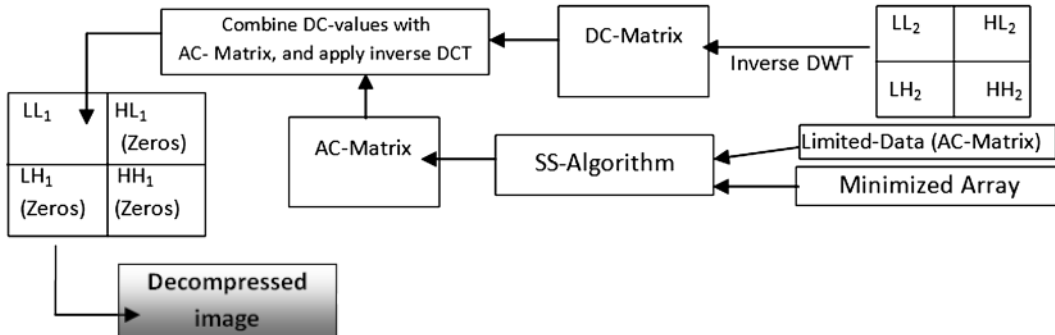 Combine DC-values with
AC- Matrix, and apply inverse DCT
DC-Matrix
Inverse DWT
LL₂
HL₂
LH₂
HH₂
LL₁
HL₁
(Zeros)
LH₁
(Zeros)
HH₁
(Zeros)
AC-Matrix
SS-Algorithm
Limited-Data (AC-Matrix)
Minimized Array
Decompressed
image